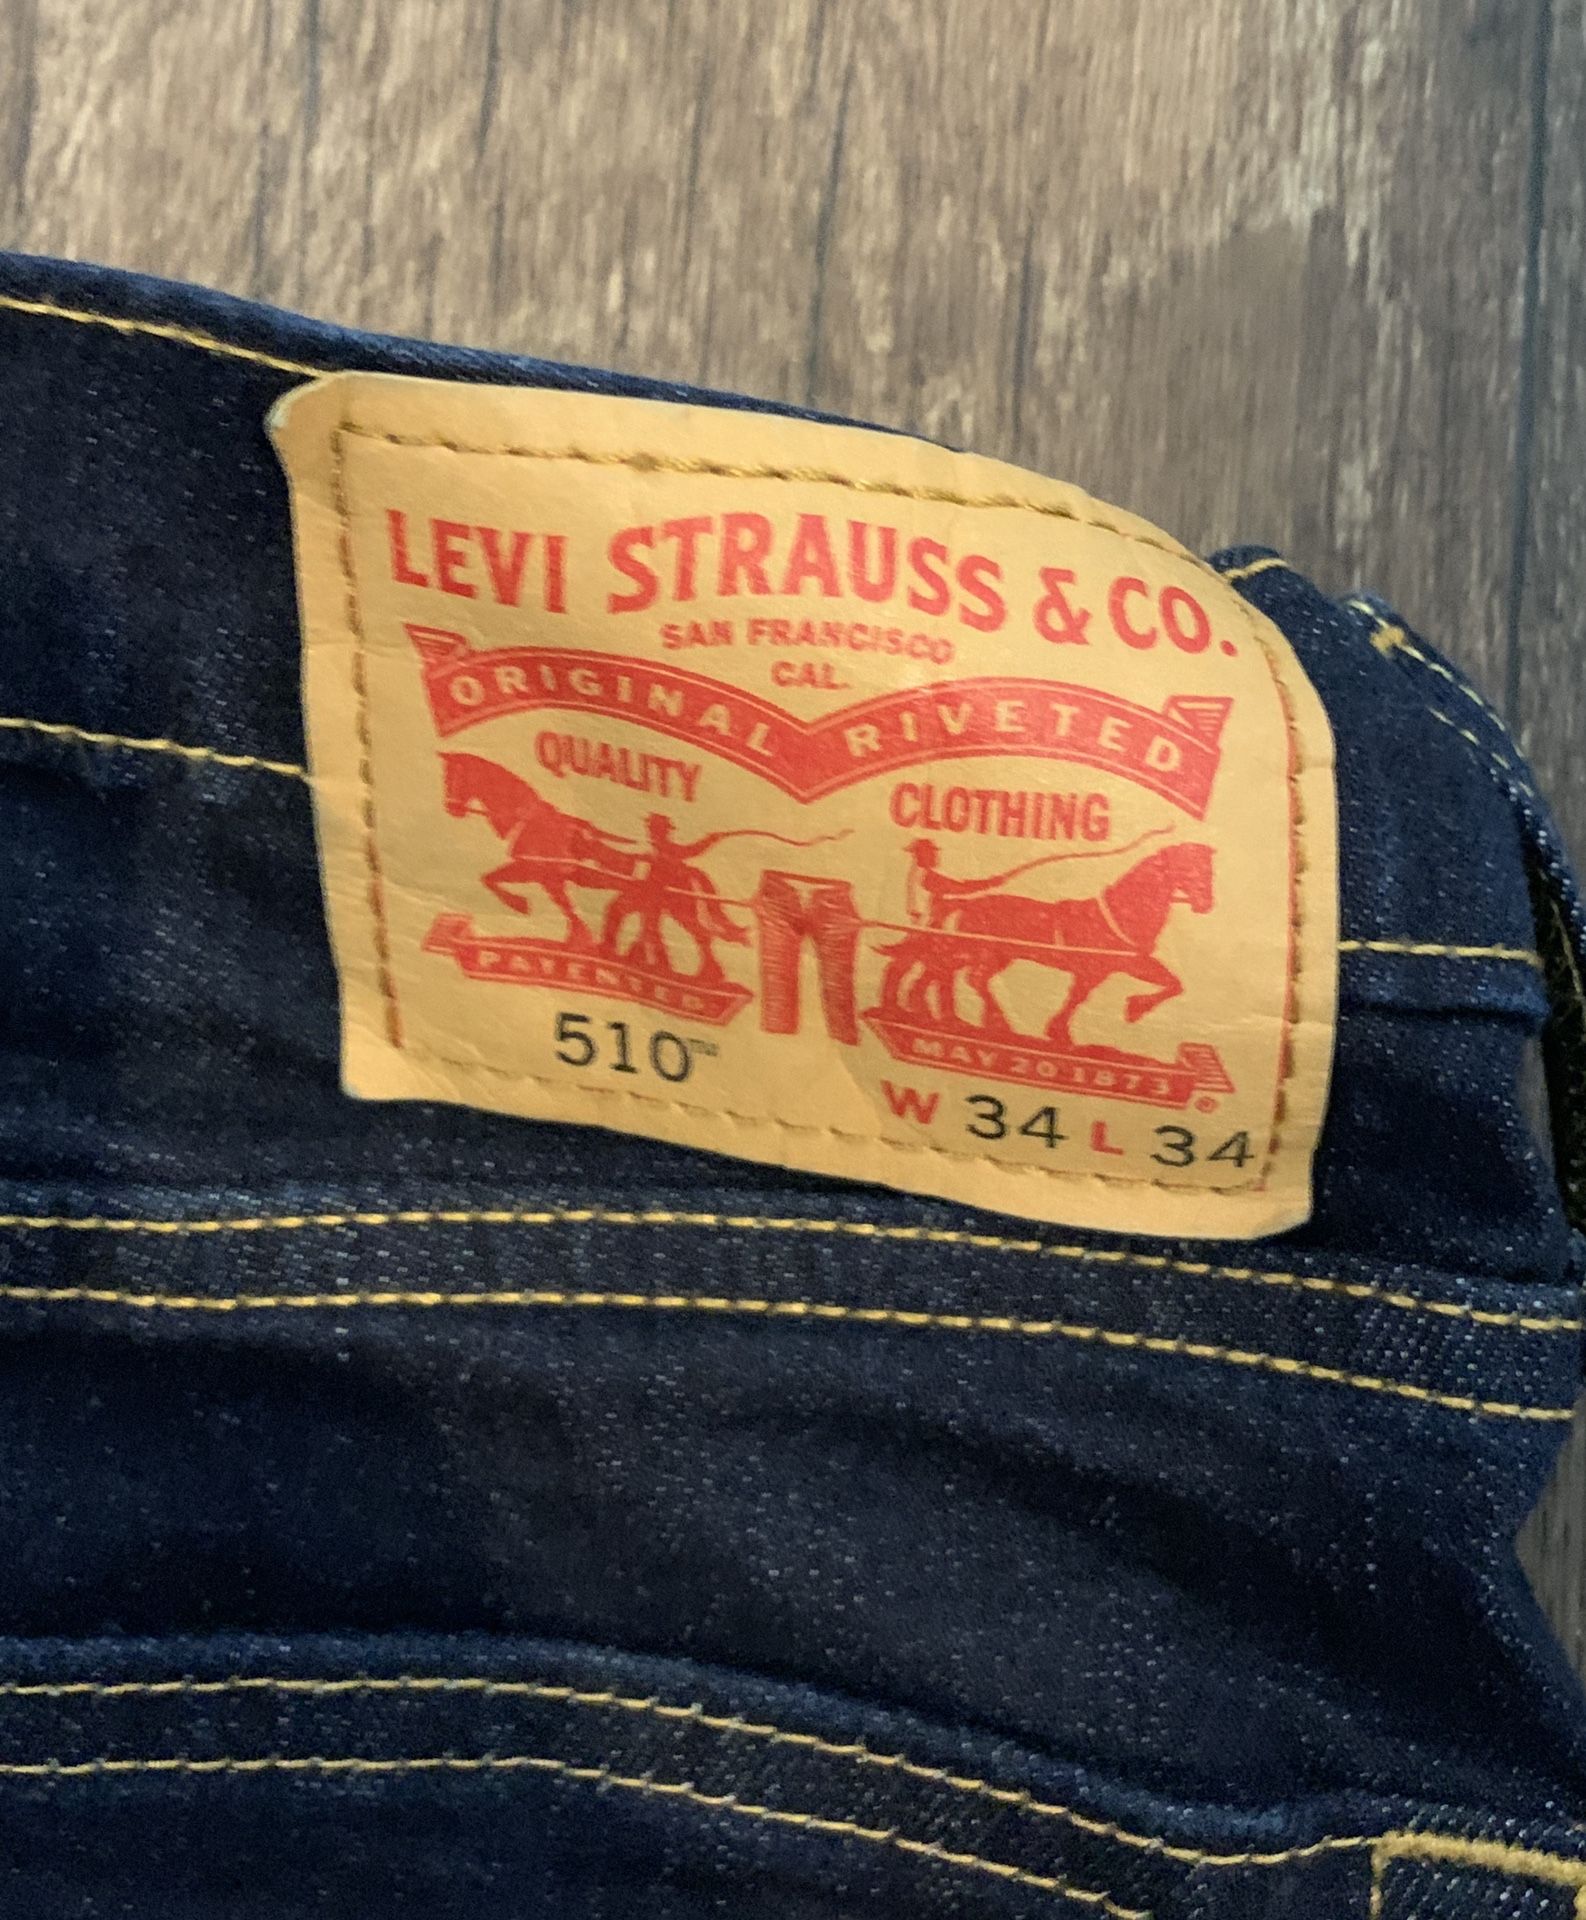 LEVI STRAUSS & CO.
SAN FRANCISCO
CAL.
ORIGINAL RIVETED
QUALITY CLOTHING
PATENTED MAY 20 1873 ®
510™
W 34 L 34